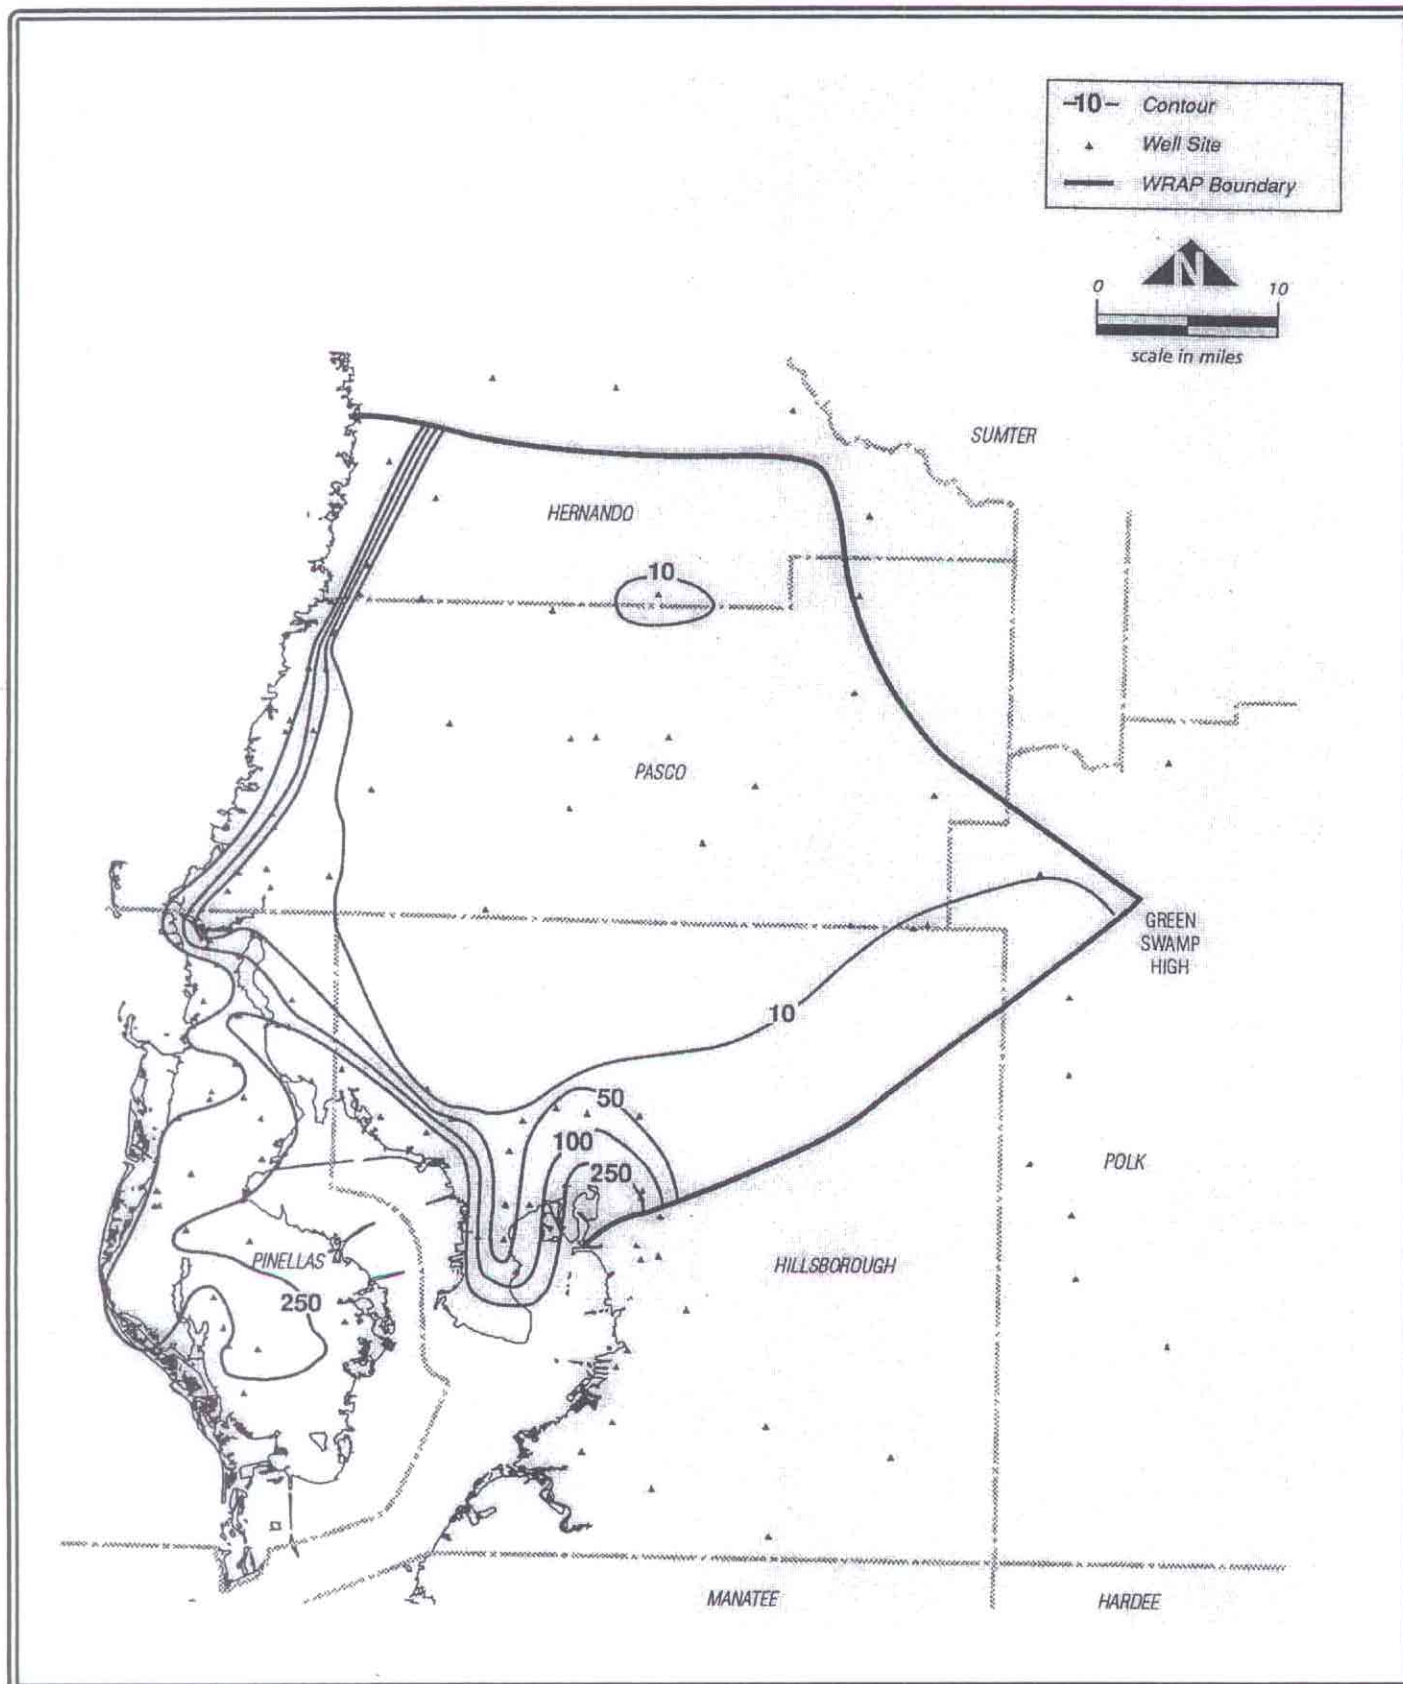 -10- Contour
Well Site
WRAP Boundary
N
0 10
scale in miles
SUMTER
HERNANDO
10
PASCO
GREEN
SWAMP
HIGH
10
50
100
250
POLK
PINELLAS
HILLSBOROUGH
250
MANATEE
HARDEE